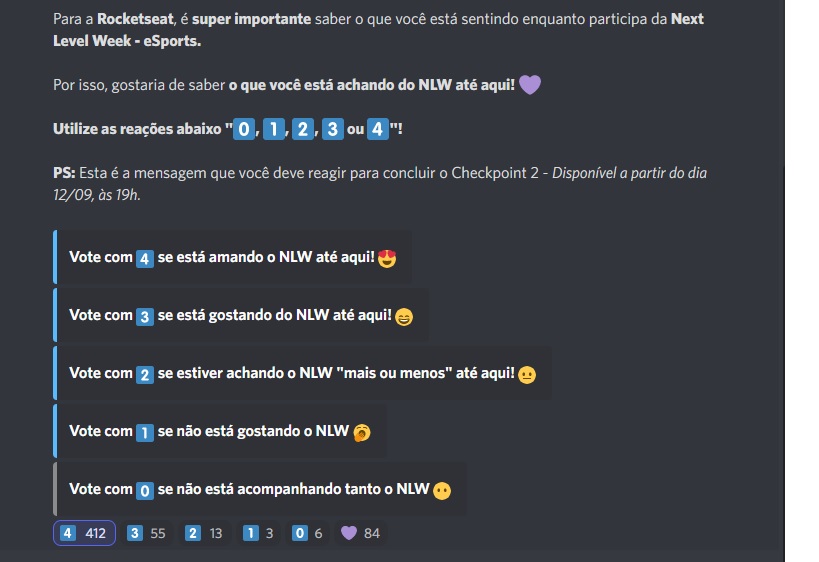 Para a Rocketseat, é super importante saber o que você está sentindo enquanto participa da Next
Level Week - eSports.
Por isso, gostaria de saber o que você está achando do NLW até aqui! 💜
Utilize as reações abaixo "0, 1, 2, 3 ou 4"!
PS: Esta é a mensagem que você deve reagir para concluir o Checkpoint 2 - Disponível a partir do dia
12/09, às 19h.
Vote com 4 se está amando o NLW até aqui! 😍
Vote com 3 se está gostando do NLW até aqui! 😄
Vote com 2 se estiver achando o NLW "mais ou menos" até aqui! 😐
Vote com 1 se não está gostando o NLW 🥱
Vote com 0 se não está acompanhando tanto o NLW 😶
4 412 3 55 2 13 1 3 0 6 💜 84